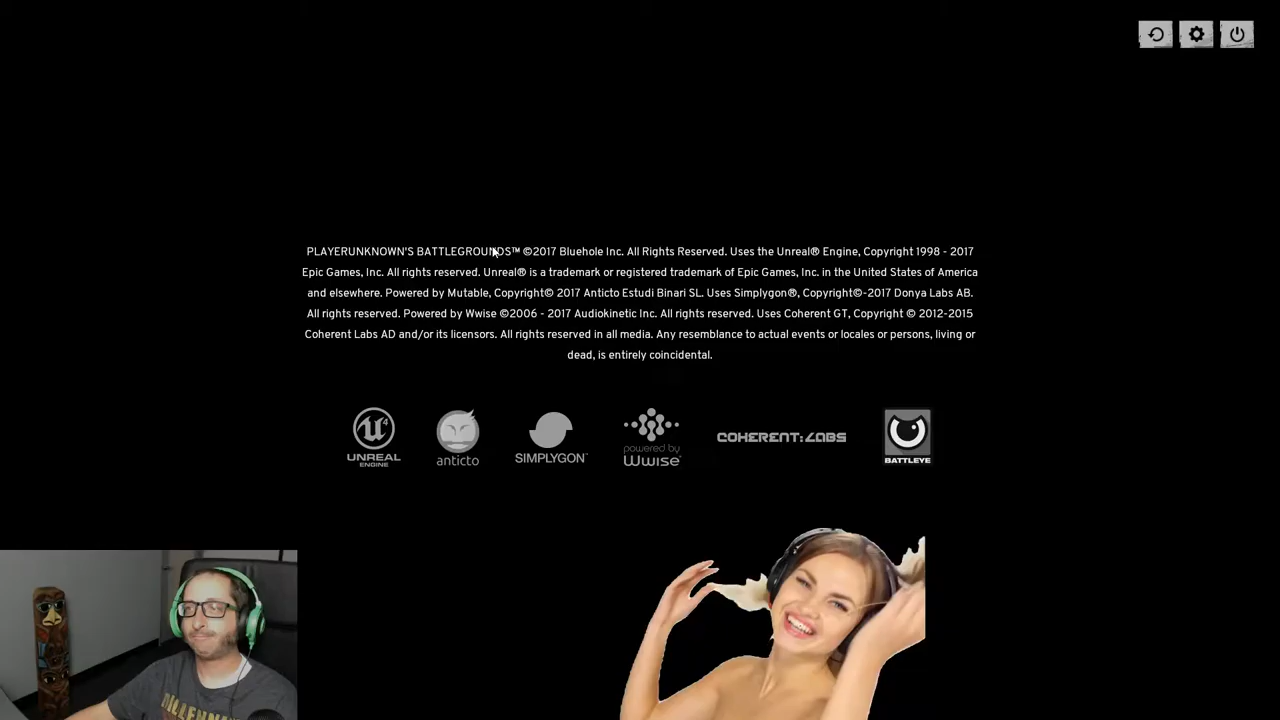 PLAYERUNKNOWN'S BATTLEGROUNDS™ ©2017 Bluehole Inc. All Rights Reserved. Uses the Unreal® Engine, Copyright 1998 - 2017
Epic Games, Inc. All rights reserved. Unreal® is a trademark or registered trademark of Epic Games, Inc. in the United States of America
and elsewhere. Powered by Mutable, Copyright© 2017 Anticto Estudi Binari SL. Uses Simplygon®, Copyright©-2017 Donya Labs AB.
All rights reserved. Powered by Wwise ©2006 - 2017 Audiokinetic Inc. All rights reserved. Uses Coherent GT, Copyright © 2012-2015
Coherent Labs AD and/or its licensors. All rights reserved in all media. Any resemblance to actual events or locales or persons, living or
dead, is entirely coincidental.
UNREAL
ENGINE
anticto
SIMPLYGON
powered by
Wwise
COHERENT:LABS
BATTLEYE